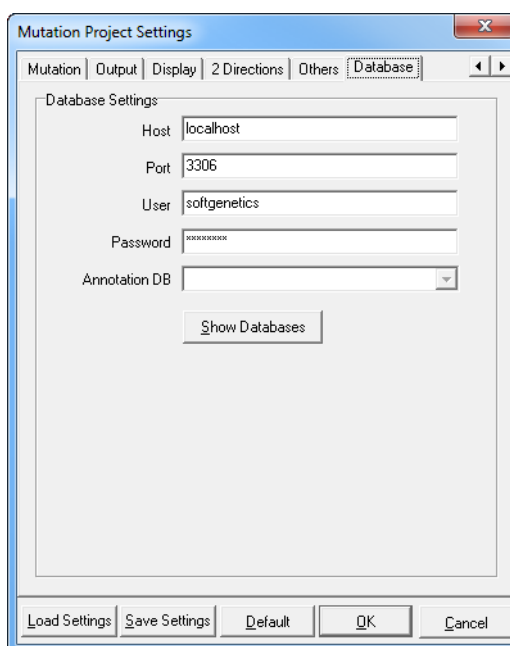 Mutation Project Settings
Mutation Output Display 2 Directions Others Database
Database Settings
Host localhost
Port 3306
User softgenetics
Password ********
Annotation DB
Show Databases
Load Settings Save Settings Default OK Cancel